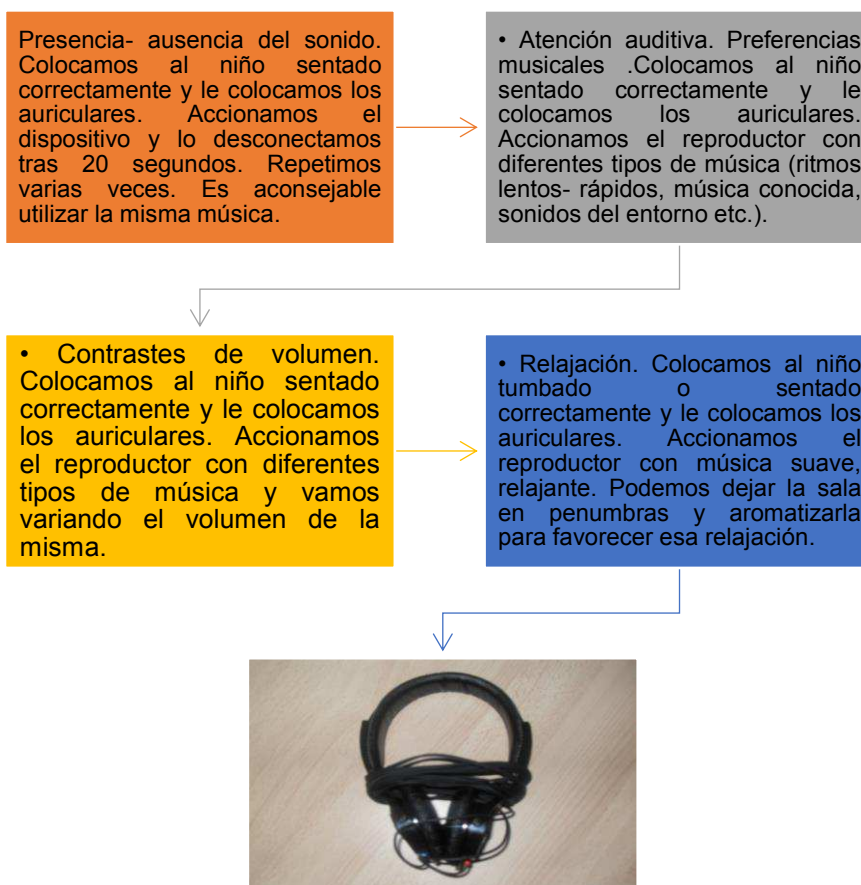 Presencia- ausencia del sonido.
Colocamos al niño sentado
correctamente y le colocamos los
auriculares. Accionamos el
dispositivo y lo desconectamos
tras 20 segundos. Repetimos
varias veces. Es aconsejable
utilizar la misma música.
• Atención auditiva. Preferencias
musicales .Colocamos al niño
sentado correctamente y le
colocamos los auriculares.
Accionamos el reproductor con
diferentes tipos de música (ritmos
lentos- rápidos, música conocida,
sonidos del entorno etc.).
• Contrastes de volumen.
Colocamos al niño sentado
correctamente y le colocamos
los auriculares. Accionamos
el reproductor con diferentes
tipos de música y vamos
variando el volumen de la
misma.
• Relajación. Colocamos al niño
tumbado o sentado
correctamente y le colocamos los
auriculares. Accionamos el
reproductor con música suave,
relajante. Podemos dejar la sala
en penumbras y aromatizarla
para favorecer esa relajación.